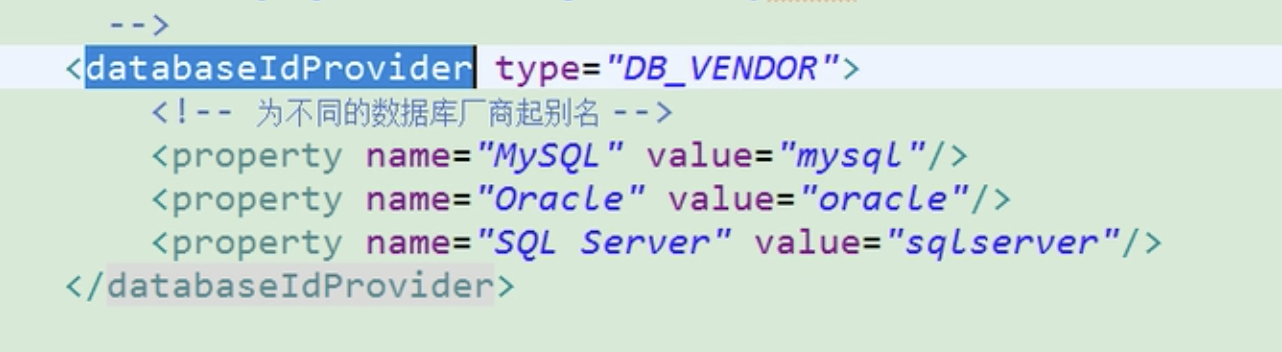 -->
<databaseIdProvider type="DB_VENDOR">
<!-- 为不同的数据库厂商起别名 -->
<property name="MySQL" value="mysql"/>
<property name="Oracle" value="oracle"/>
<property name="SQL Server" value="sqlserver"/>
</databaseIdProvider>